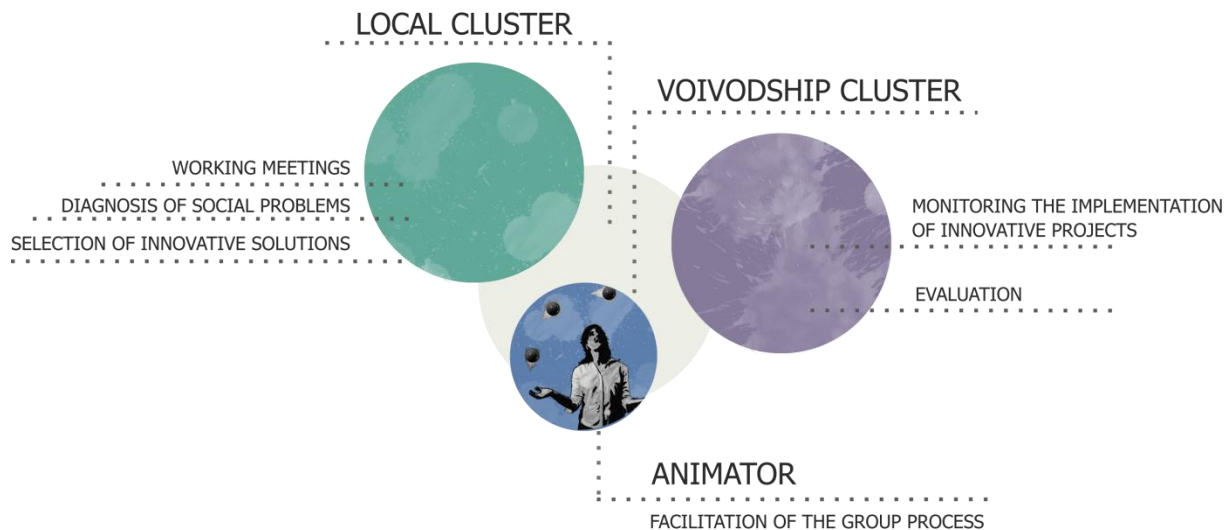 LOCAL CLUSTER
VOIVODSHIP CLUSTER
WORKING MEETINGS
DIAGNOSIS OF SOCIAL PROBLEMS
SELECTION OF INNOVATIVE SOLUTIONS
MONITORING THE IMPLEMENTATION
OF INNOVATIVE PROJECTS
EVALUATION
ANIMATOR
FACILITATION OF THE GROUP PROCESS